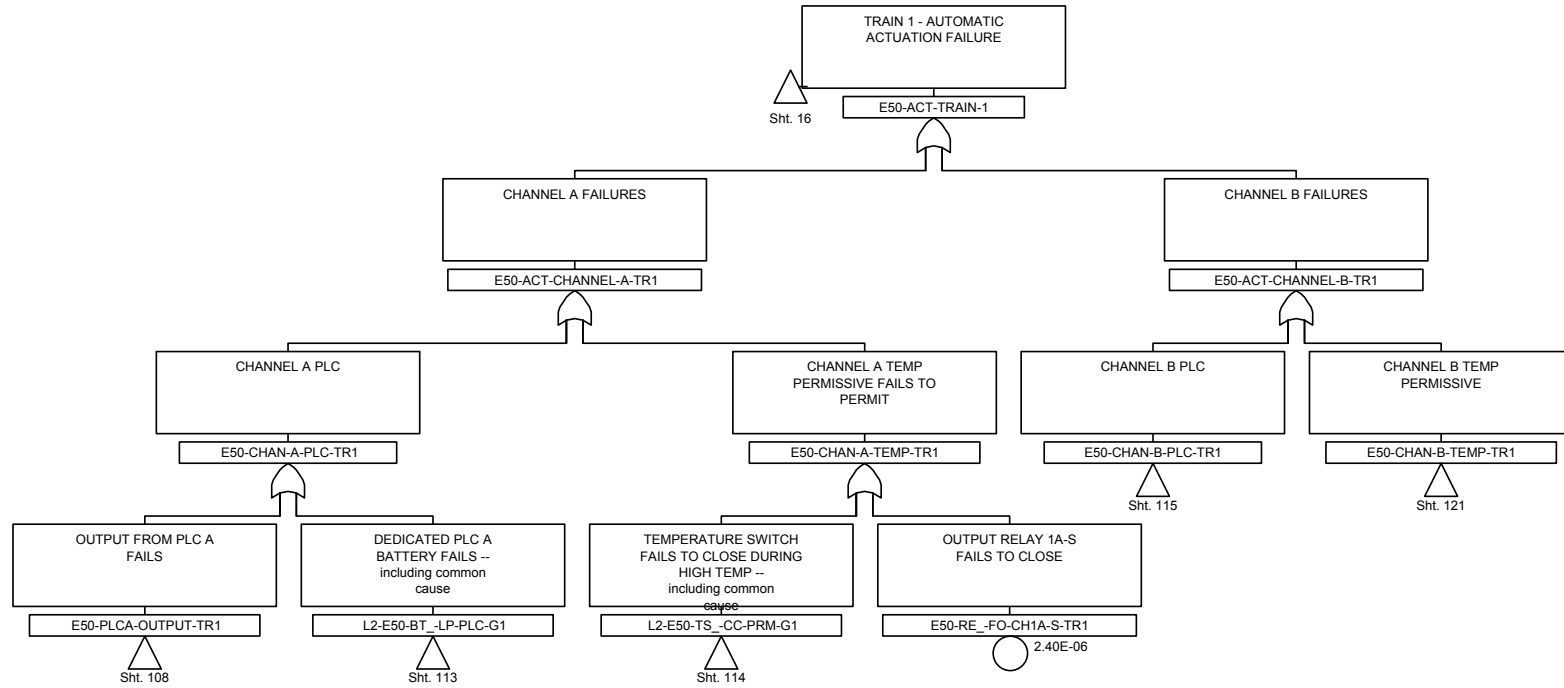 TRAIN 1 - AUTOMATIC
ACTUATION FAILURE
Sht. 16
E50-ACT-TRAIN-1
CHANNEL A FAILURES
E50-ACT-CHANNEL-A-TR1
CHANNEL B FAILURES
E50-ACT-CHANNEL-B-TR1
CHANNEL A PLC
E50-CHAN-A-PLC-TR1
CHANNEL A TEMP
PERMISSIVE FAILS TO
PERMIT
E50-CHAN-A-TEMP-TR1
CHANNEL B PLC
E50-CHAN-B-PLC-TR1
Sht. 115
CHANNEL B TEMP
PERMISSIVE
E50-CHAN-B-TEMP-TR1
Sht. 121
OUTPUT FROM PLC A
FAILS
E50-PLCA-OUTPUT-TR1
Sht. 108
DEDICATED PLC A
BATTERY FAILS --
including common
cause
L2-E50-BT_-LP-PLC-G1
Sht. 113
TEMPERATURE SWITCH
FAILS TO CLOSE DURING
HIGH TEMP --
including common
cause
L2-E50-TS_-CC-PRM-G1
Sht. 114
OUTPUT RELAY 1A-S
FAILS TO CLOSE
E50-RE_-FO-CH1A-S-TR1
2.40E-06